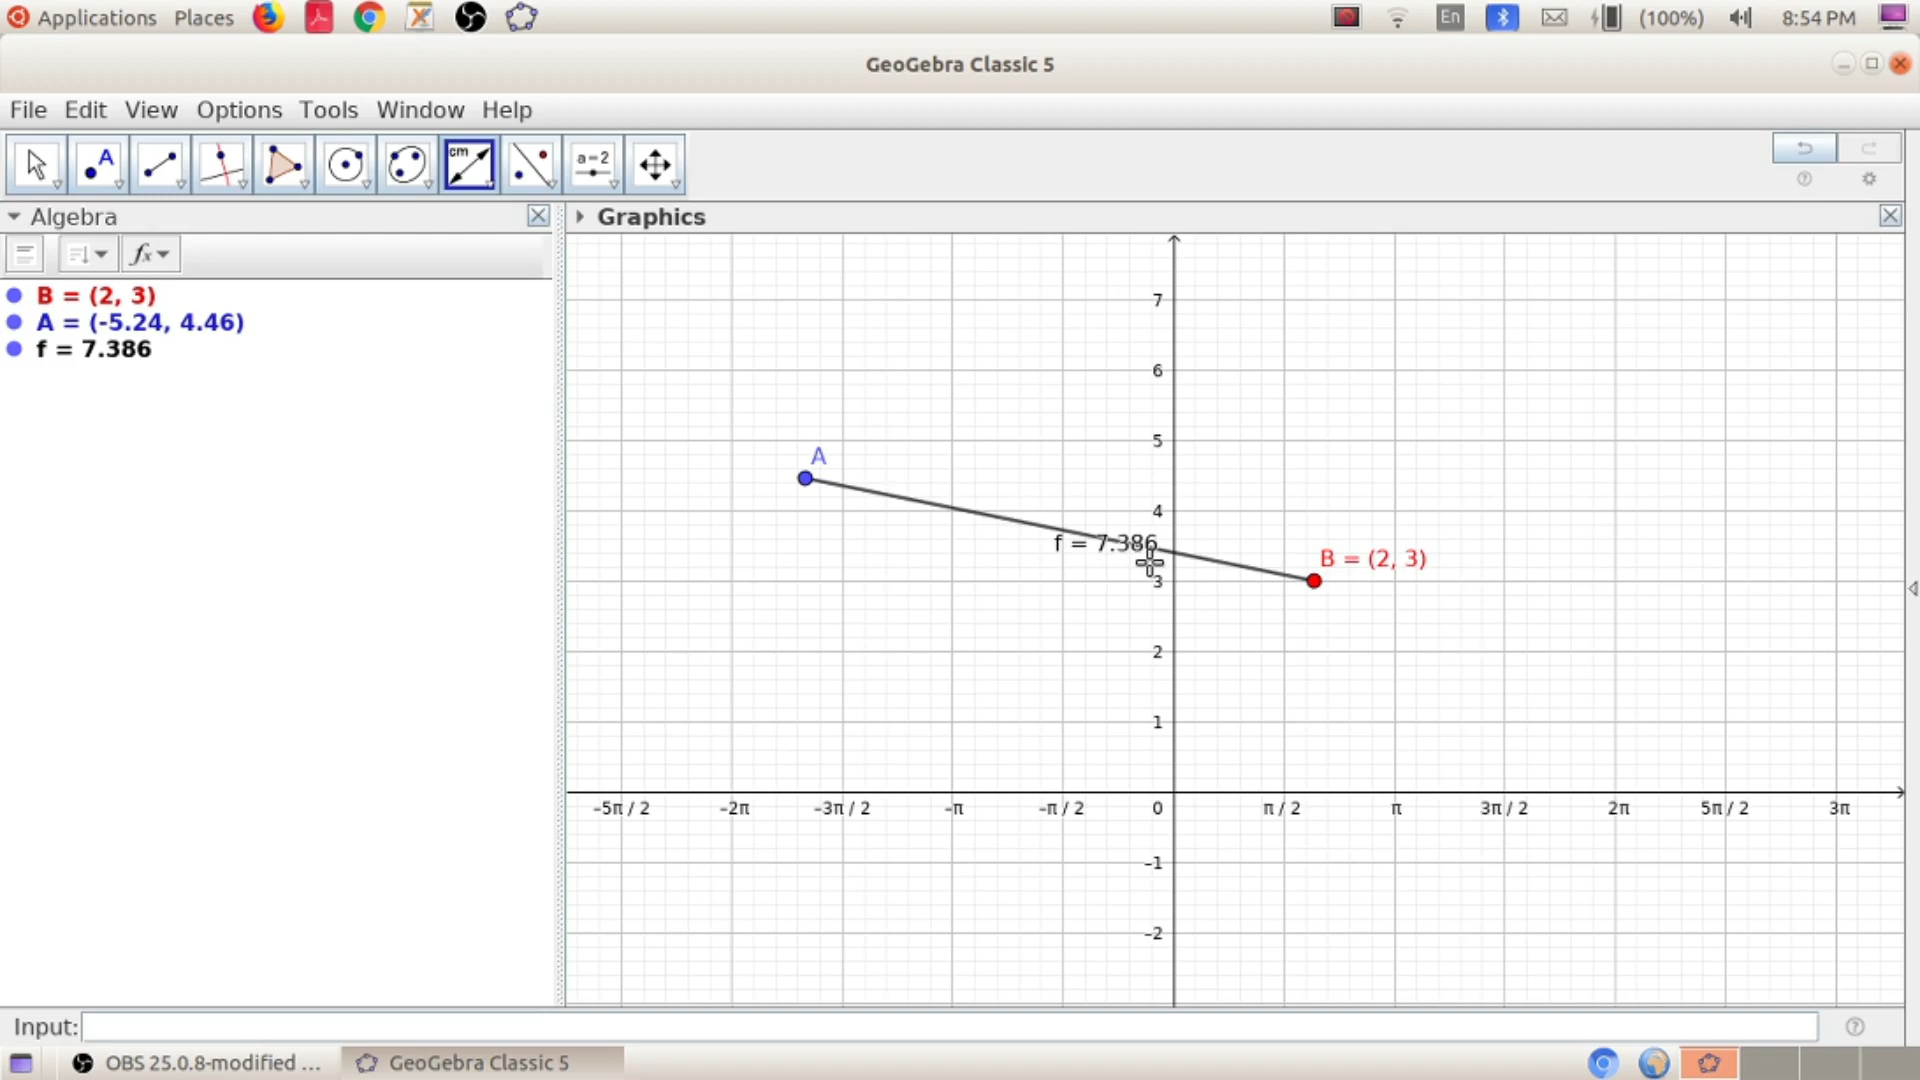 Applications Places En (100%) 8:54 PM
GeoGebra Classic 5
File Edit View Options Tools Window Help
A cm a=2
Algebra
Graphics
fx
B = (2, 3)
A = (-5.24, 4.46)
f = 7.386
7
6
5
A
4
f = 7.386
B = (2, 3)
3
2
1
-5π / 2 -2π -3π / 2 -π -π / 2 0 π / 2 π 3π / 2 2π 5π / 2 3π
-1
-2
Input:
OBS 25.0.8-modified ... GeoGebra Classic 5